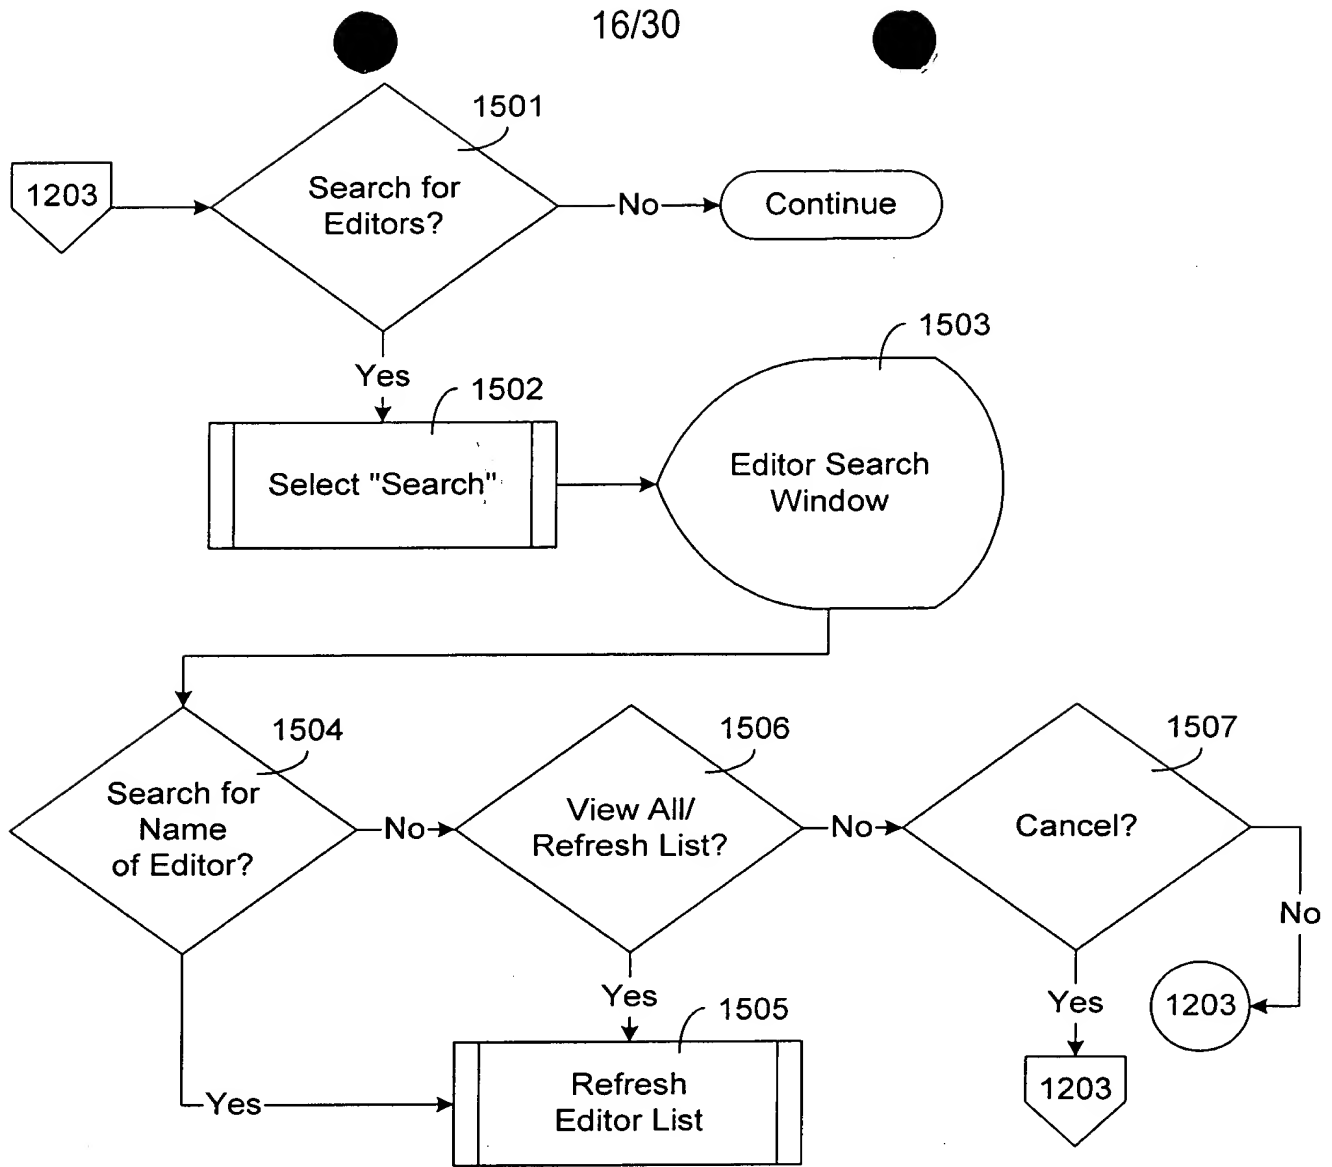 16/30
1501
1203
Search for
Editors?
No
Continue
Yes
1502
1503
Select "Search"
Editor Search
Window
1504
Search for
Name
of Editor?
No
1506
View All/
Refresh List?
No
1507
Cancel?
No
Yes
1505
Yes
1203
Yes
Refresh
Editor List
1203